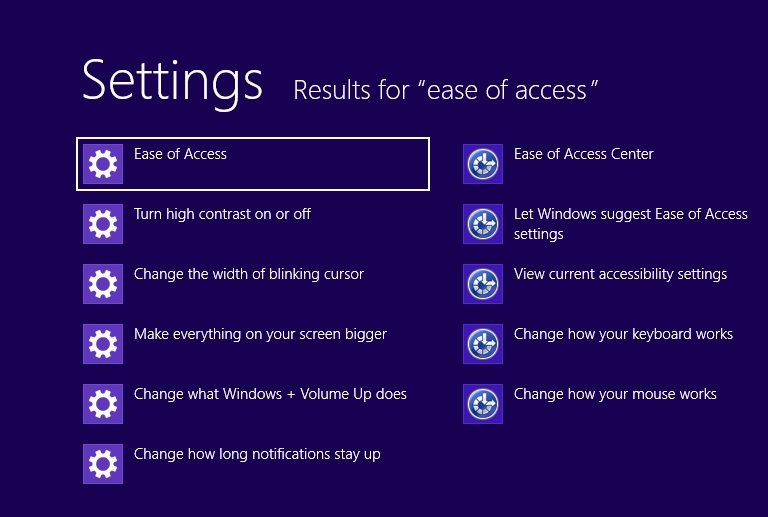 Settings Results for “ease of access”
Ease of Access
Turn high contrast on or off
Change the width of blinking cursor
Make everything on your screen bigger
Change what Windows + Volume Up does
Change how long notifications stay up
Ease of Access Center
Let Windows suggest Ease of Access
settings
View current accessibility settings
Change how your keyboard works
Change how your mouse works